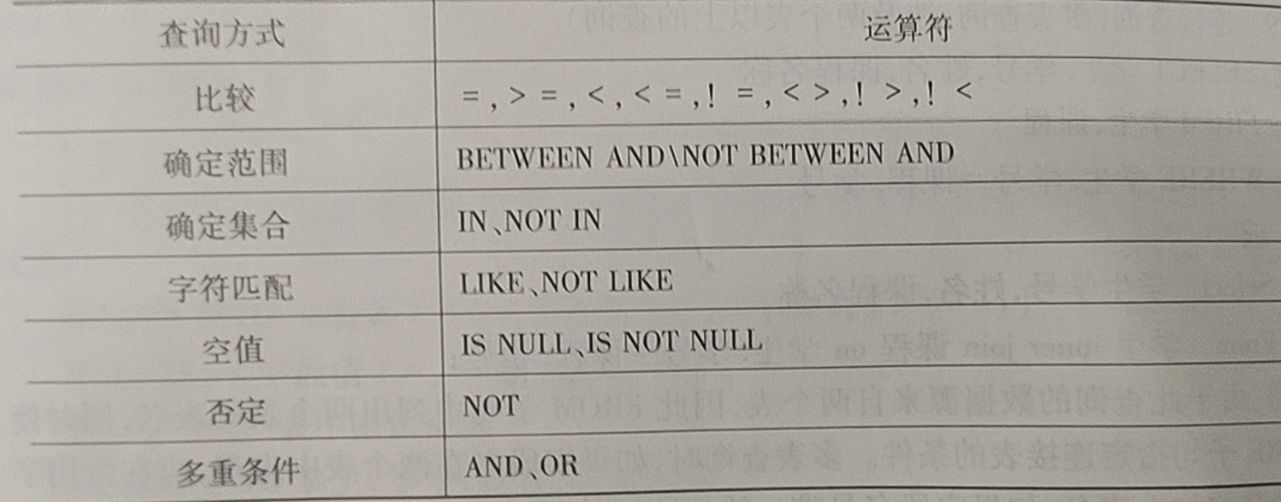 查询方式 运算符
比较 =,>=,<,<=,! =,<>,! >,! <
确定范围 BETWEEN AND\NOT BETWEEN AND
确定集合 IN、NOT IN
字符匹配 LIKE、NOT LIKE
空值 IS NULL、IS NOT NULL
否定 NOT
多重条件 AND、OR